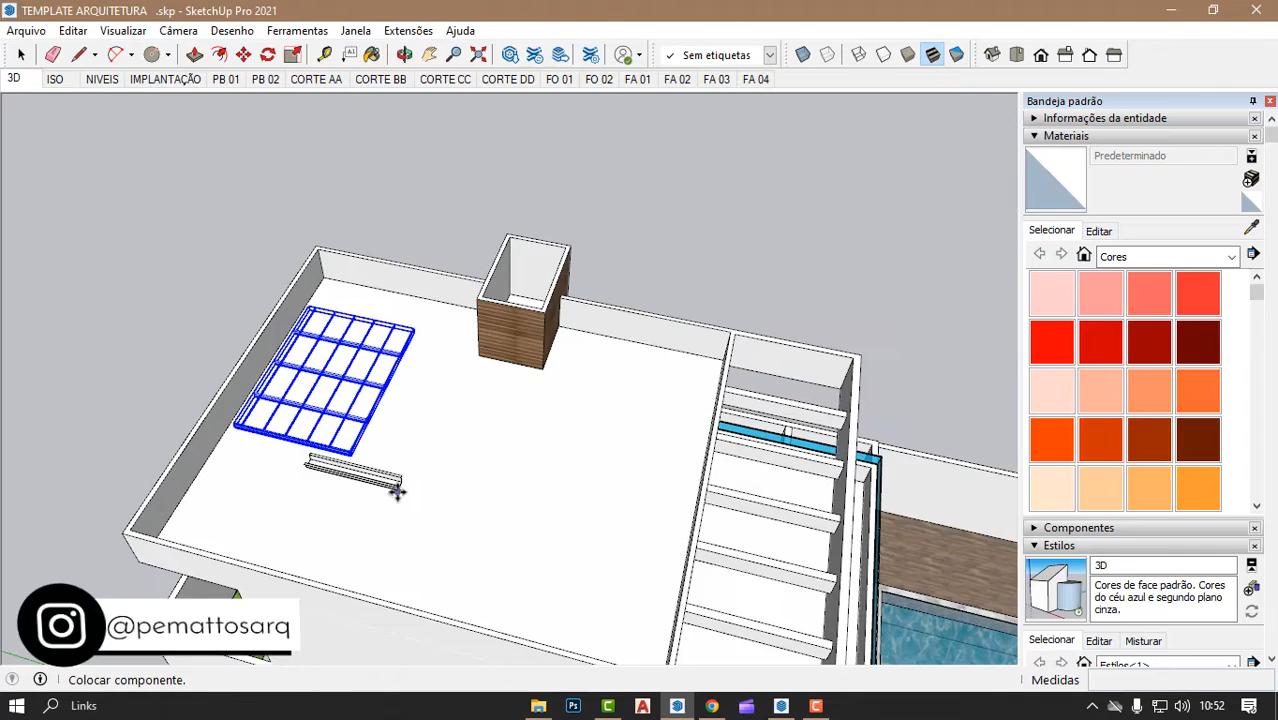 TEMPLATE ARQUITETURA .skp - SketchUp Pro 2021
Arquivo Editar Visualizar Câmera Desenho Ferramentas Janela Extensões Ajuda
Sem etiquetas
3D ISO NIVEIS IMPLANTAÇÃO PB 01 PB 02 CORTE AA CORTE BB CORTE CC CORTE DD FO 01 FO 02 FA 01 FA 02 FA 03 FA 04
Bandeja padrão
Informações da entidade
Materiais
Predeterminado
Selecionar Editar
Cores
Componentes
Estilos
3D
Cores de face padrão. Cores
do céu azul e segundo plano
cinza.
Selecionar Editar Misturar
Estilos<1>
@pemattosarq
Colocar componente.
Medidas
Links
10:52